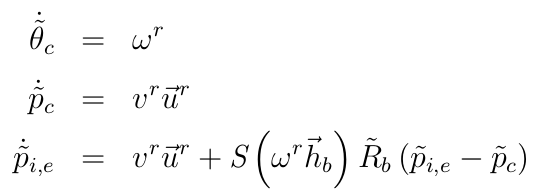 $\dot{\tilde{\theta}}_c = \omega^r$
$\dot{\tilde{p}}_c = v^r \vec{u}^r$
$\dot{\tilde{p}}_{i,e} = v^r \vec{u}^r + S\left(\omega^r \vec{h}_b\right) \tilde{R}_b \left(\tilde{p}_{i,e} - \tilde{p}_c\right)$